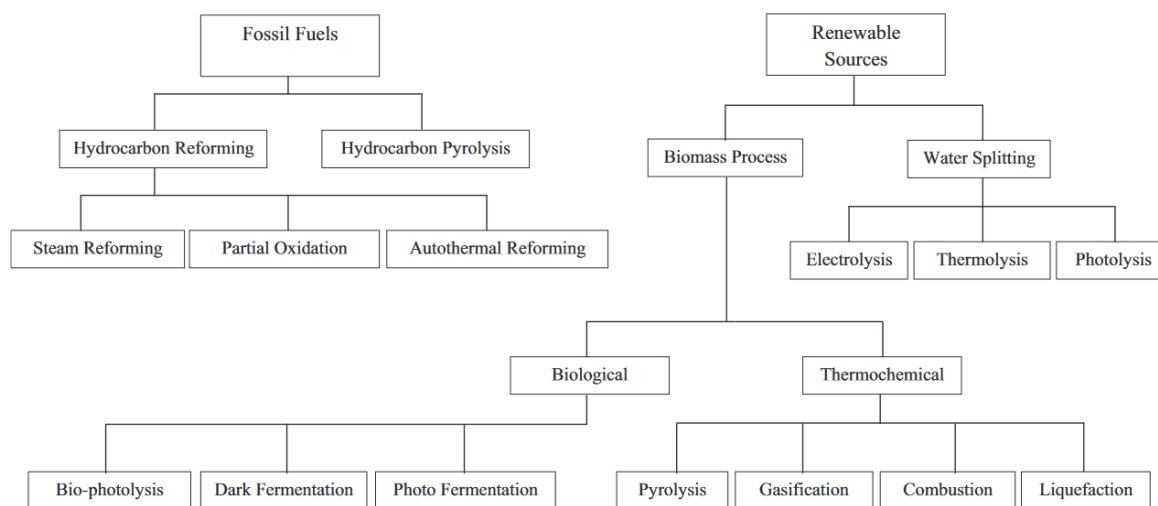 Fossil Fuels
Renewable
Sources
Hydrocarbon Reforming
Hydrocarbon Pyrolysis
Biomass Process
Water Splitting
Steam Reforming
Partial Oxidation
Autothermal Reforming
Electrolysis
Thermolysis
Photolysis
Biological
Thermochemical
Bio-photolysis
Dark Fermentation
Photo Fermentation
Pyrolysis
Gasification
Combustion
Liquefaction